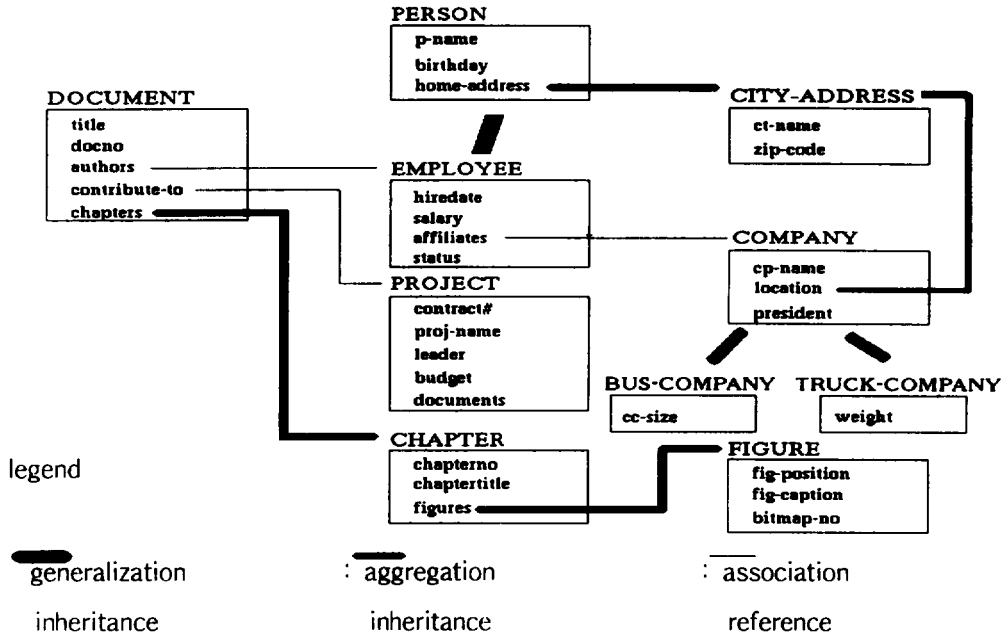 PERSON
p-name
birthday
home-address
DOCUMENT
title
docno
authors
contribute-to
chapters
CITY-ADDRESS
ct-name
zip-code
EMPLOYEE
hiredate
salary
affiliates
status
COMPANY
cp-name
location
president
PROJECT
contract#
proj-name
leader
budget
documents
BUS-COMPANY
cc-size
TRUCK-COMPANY
weight
CHAPTER
chapterno
chaptertitle
figures
FIGURE
fig-position
fig-caption
bitmap-no
legend
generalization
inheritance
: aggregation
inheritance
: association
reference